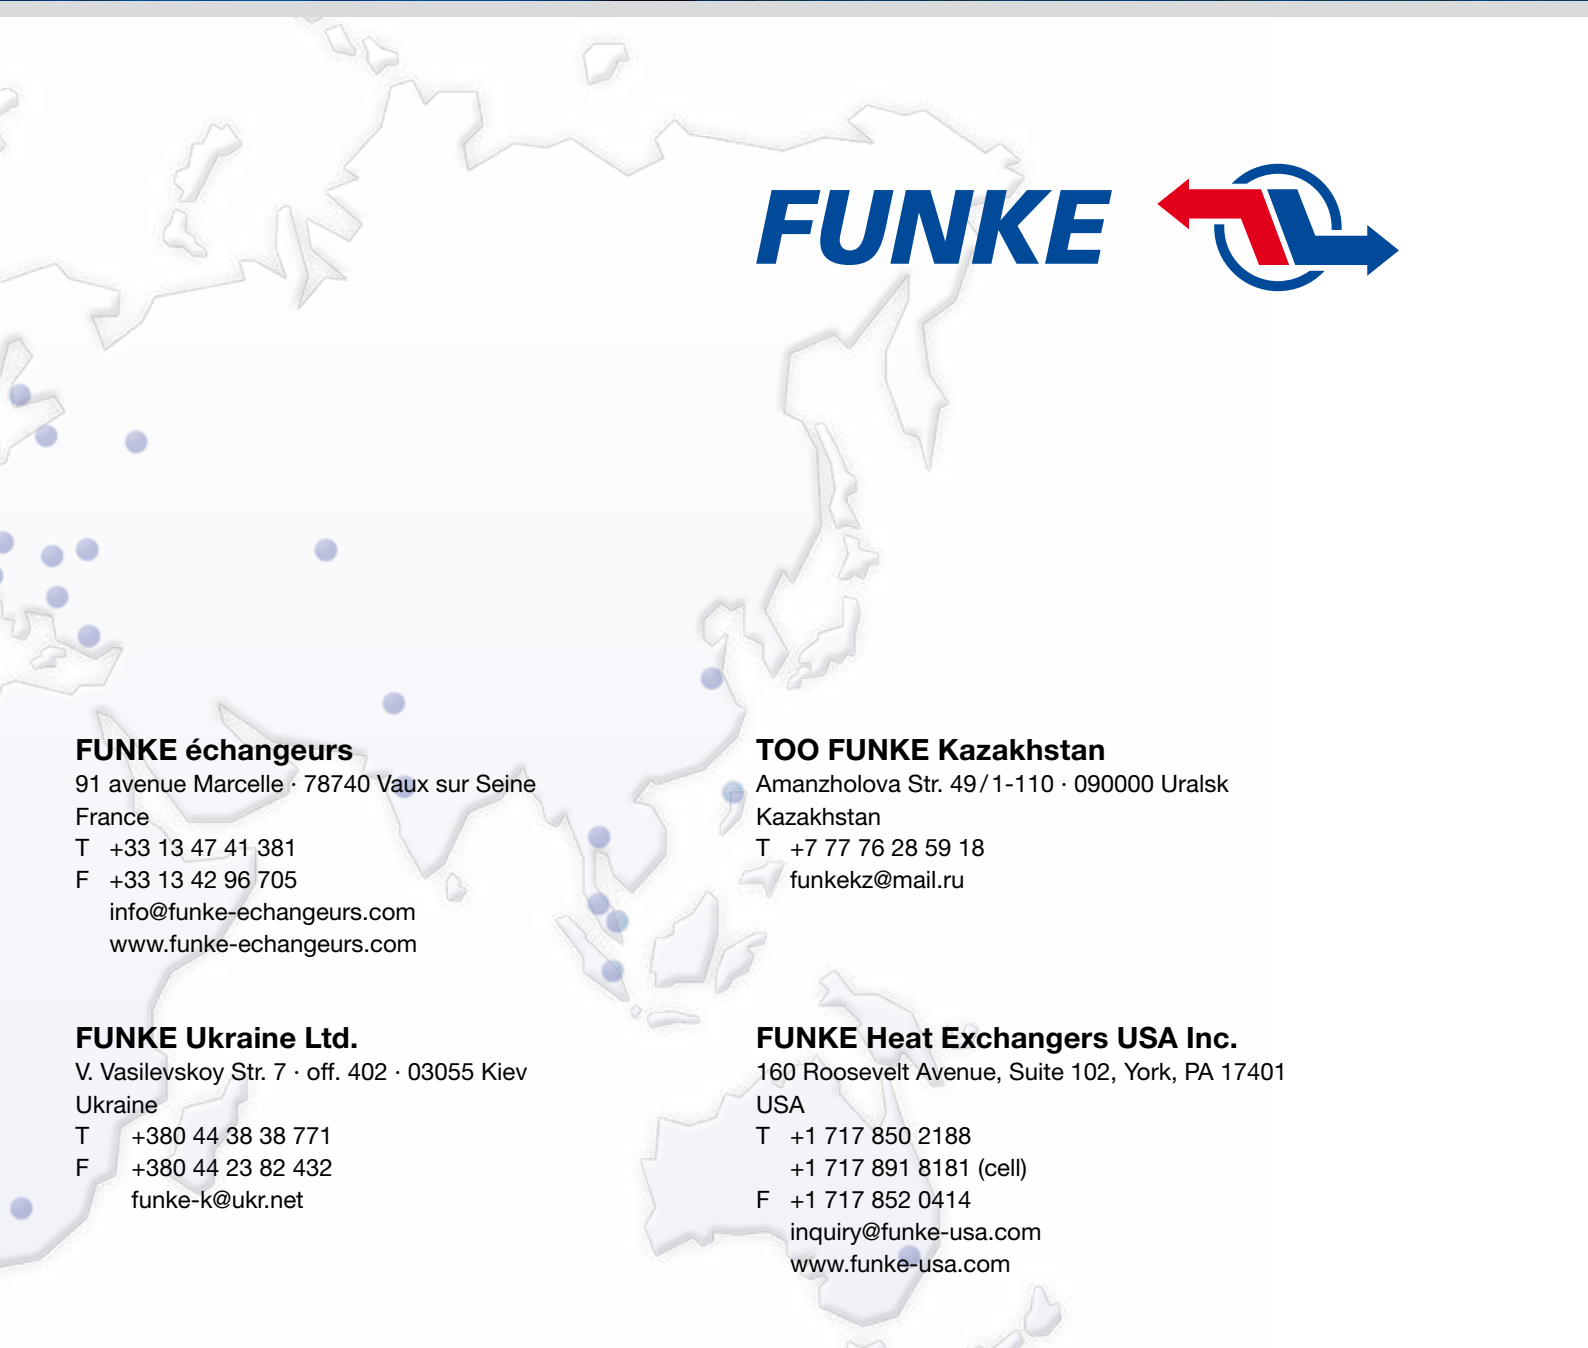 FUNKE
FUNKE échangeurs
91 avenue Marcelle · 78740 Vaux sur Seine
France
T +33 13 47 41 381
F +33 13 42 96 705
info@funke-echangeurs.com
www.funke-echangeurs.com
TOO FUNKE Kazakhstan
Amanzholova Str. 49/1-110 · 090000 Uralsk
Kazakhstan
T +7 77 76 28 59 18
funkekz@mail.ru
FUNKE Ukraine Ltd.
V. Vasilevskoy Str. 7 · off. 402 · 03055 Kiev
Ukraine
T +380 44 38 38 771
F +380 44 23 82 432
funke-k@ukr.net
FUNKE Heat Exchangers USA Inc.
160 Roosevelt Avenue, Suite 102, York, PA 17401
USA
T +1 717 850 2188
+1 717 891 8181 (cell)
F +1 717 852 0414
inquiry@funke-usa.com
www.funke-usa.com